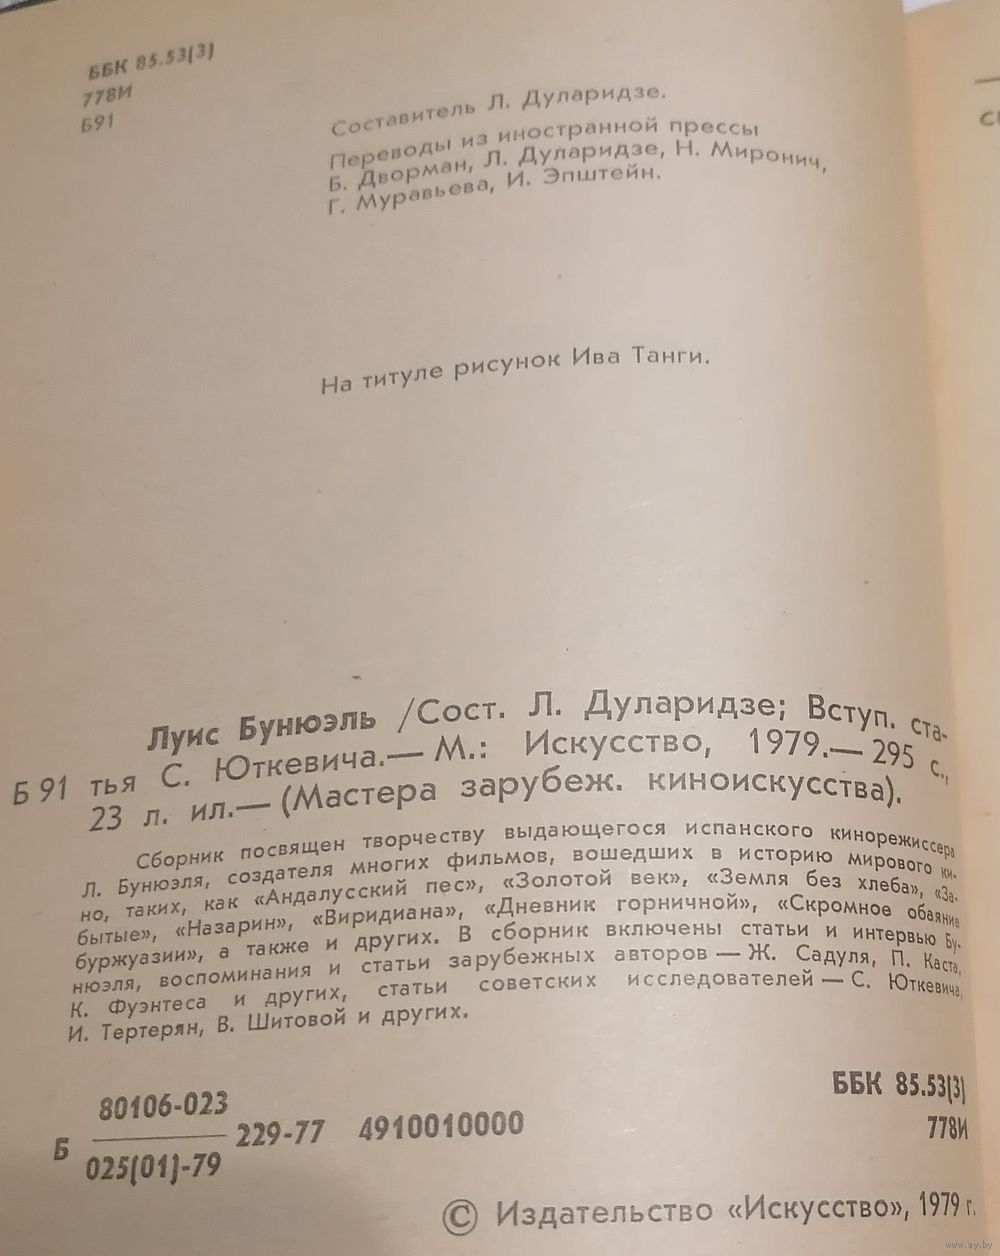 ББК 85.53(3)
778И
Б91
Составитель Л. Дуларидзе.
Переводы из иностранной прессы
Б. Дворман, Л. Дуларидзе, Н. Миронич,
Г. Муравьева, И. Эпштейн.
На титуле рисунок Ива Танги.
Луис Бунюэль /Сост. Л. Дуларидзе; Вступ. ста-
Б 91 тья С. Юткевича.— М.: Искусство, 1979.— 295 с.,
23 л. ил.— (Мастера зарубеж. киноискусства).
Сборник посвящен творчеству выдающегося испанского кинорежиссера
Л. Бунюэля, создателя многих фильмов, вошедших в историю мирового ки-
но, таких, как «Андалусский пес», «Золотой век», «Земля без хлеба», «За-
бытые», «Назарин», «Виридиана», «Дневник горничной», «Скромное обаяние
буржуазии», а также и других. В сборник включены статьи и интервью Бу-
нюэля, воспоминания и статьи зарубежных авторов — Ж. Садуля, П. Каста,
К. Фуэнтеса и других, статьи советских исследователей — С. Юткевича,
И. Тертерян, В. Шитовой и других.
80106-023
Б 229-77 4910010000
025(01)-79
ББК 85.53(3)
778И
© Издательство «Искусство», 1979 г.
www.ay.by